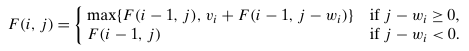 F(i, j) = { max{F(i − 1, j), v_i + F(i − 1, j − w_i)} if j − w_i ≥ 0,
F(i − 1, j) if j − w_i < 0.